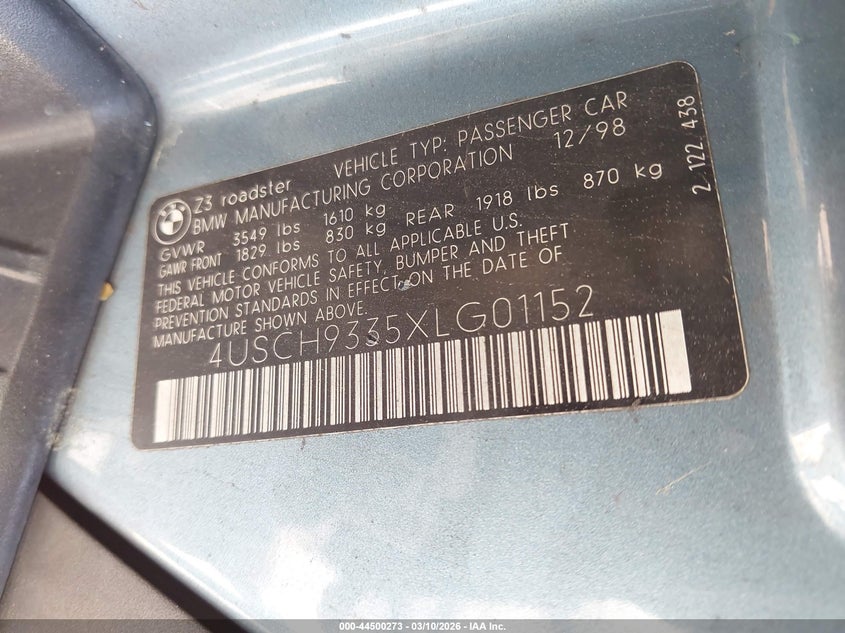 BMW
Z3 roadster VEHICLE TYP: PASSENGER CAR
BMW MANUFACTURING CORPORATION 12/98
GVWR 3549 lbs 1610 kg
GAWR FRONT 1829 lbs 830 kg REAR 1918 lbs 870 kg
THIS VEHICLE CONFORMS TO ALL APPLICABLE U.S.
FEDERAL MOTOR VEHICLE SAFETY, BUMPER AND THEFT
PREVENTION STANDARDS IN EFFECT ON THE DATE OF
MANUFACTURE SHOWN ABOVE.
4USCH9335XLG01152
2 122 438
000-44500273 - 03/10/2026 - IAA Inc.